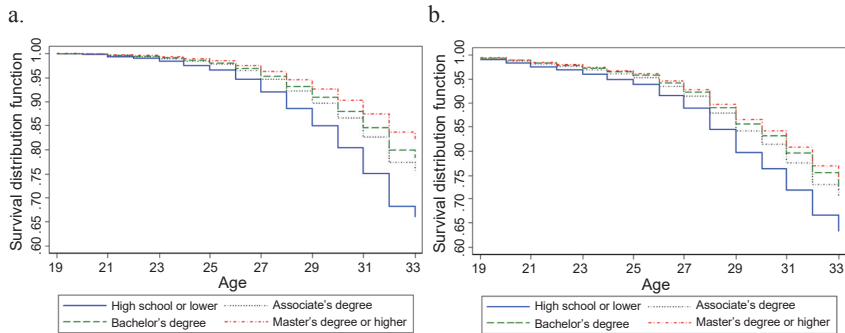 a.
Survival distribution function
1.00
.95
.90
.85
.80
.75
.70
.65
.60
19 21 23 25 27 29 31 33
Age
High school or lower Associate's degree
Bachelor's degree Master's degree or higher
b.
Survival distribution function
1.00
.95
.90
.85
.80
.75
.70
.65
.60
19 21 23 25 27 29 31 33
Age
High school or lower Associate's degree
Bachelor's degree Master's degree or higher